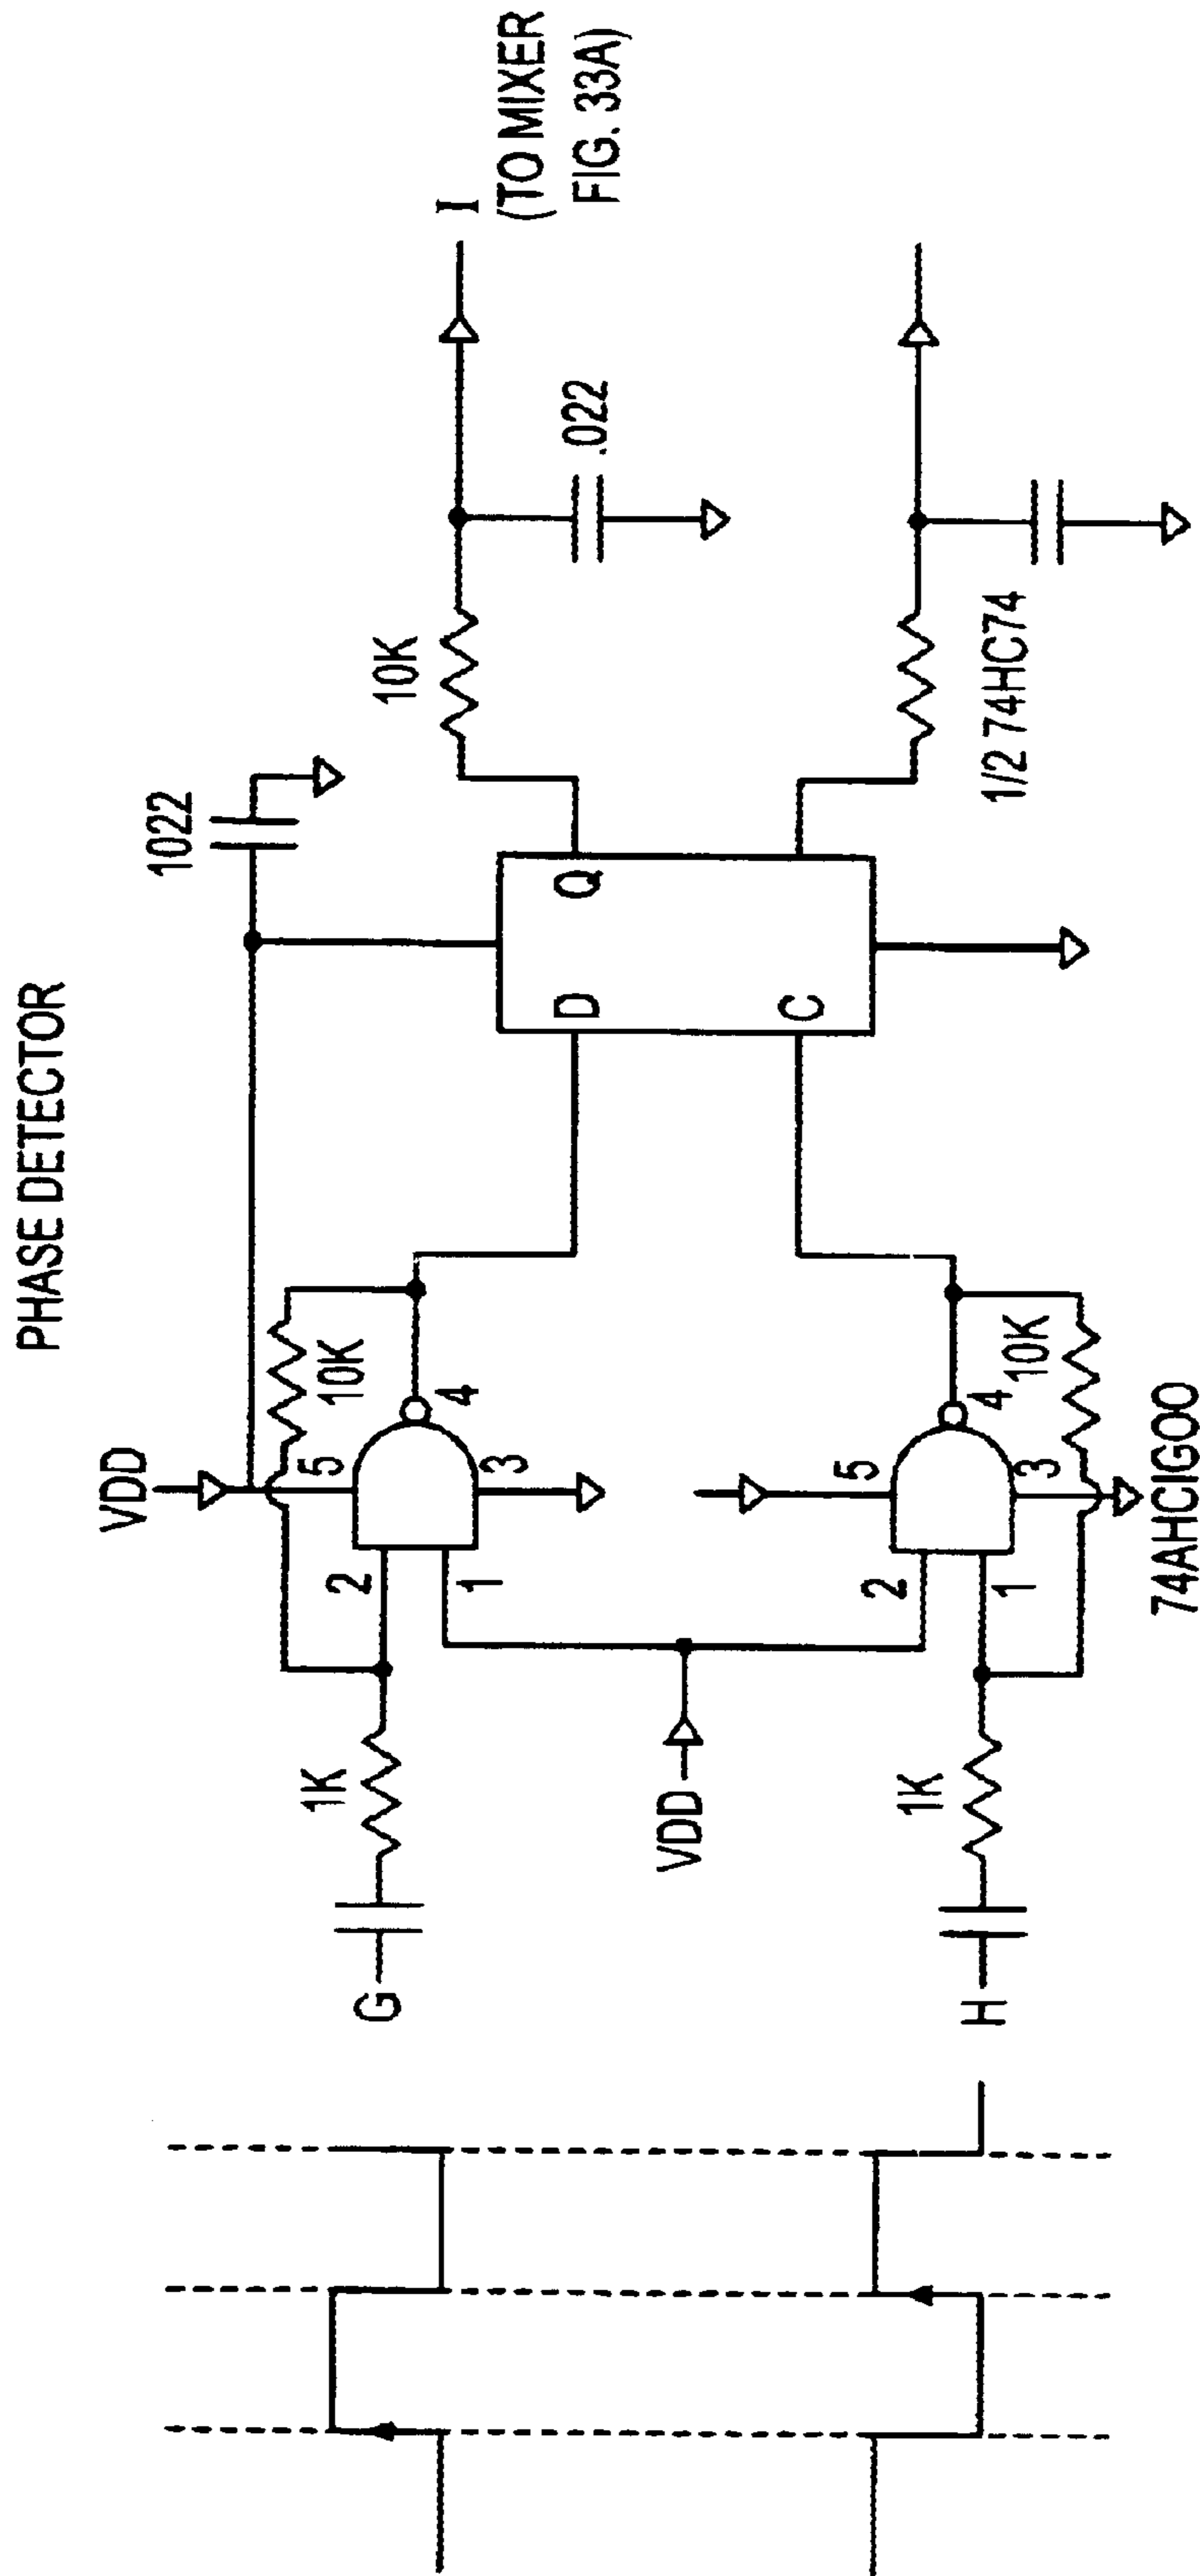 PHASE DETECTOR
VDD
1022
10K
10K
I
(TO MIXER
FIG. 33A)
G
1K
2
1
5
4
3
D
Q
C
.022
VDD
H
1K
2
1
5
4
3
10K
1/2 74HC74
74AHCIGOO